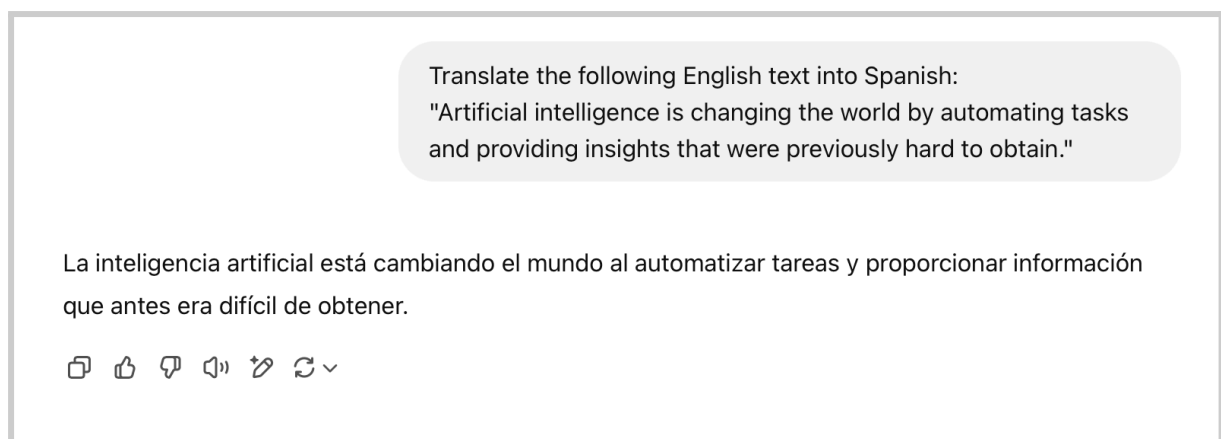 Translate the following English text into Spanish:
"Artificial intelligence is changing the world by automating tasks
and providing insights that were previously hard to obtain."
La inteligencia artificial está cambiando el mundo al automatizar tareas y proporcionar información
que antes era difícil de obtener.